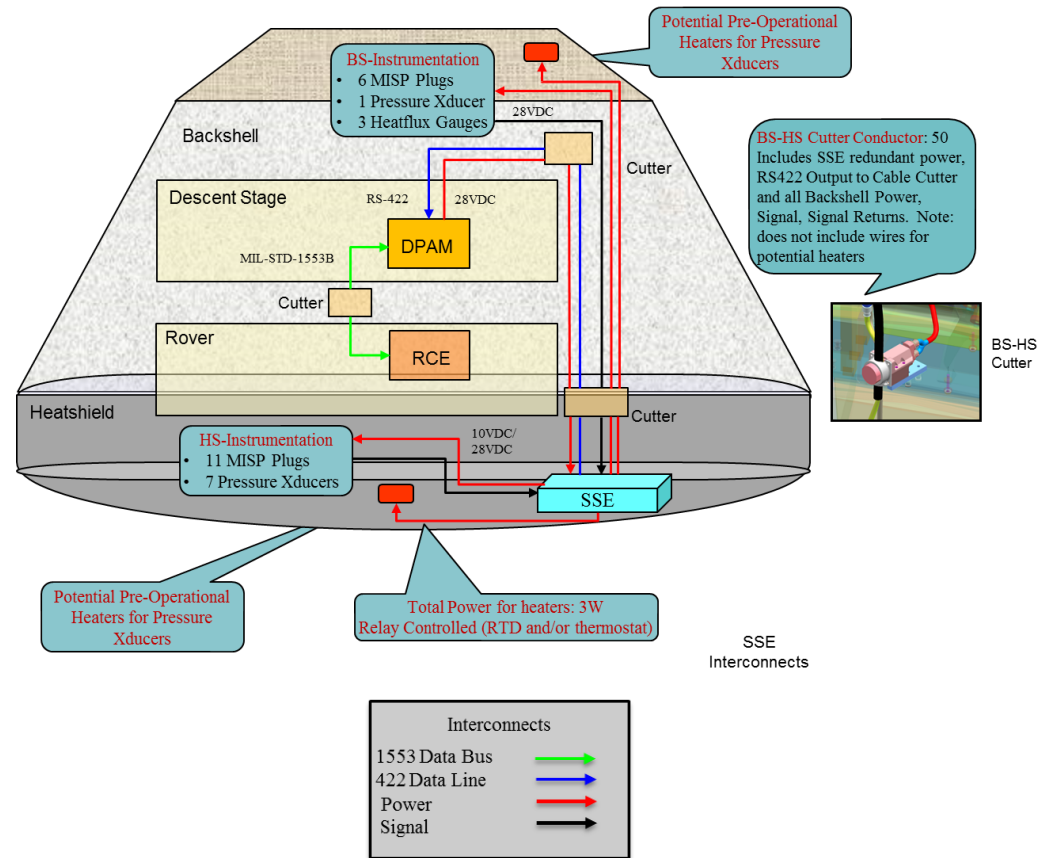 Potential Pre-Operational
Heaters for Pressure
Xducers
BS-Instrumentation
• 6 MISP Plugs
• 1 Pressure Xducer
• 3 Heatflux Gauges
28VDC
Backshell
Cutter
BS-HS Cutter Conductor: 50
Includes SSE redundant power,
RS422 Output to Cable Cutter
and all Backshell Power,
Signal, Signal Returns. Note:
does not include wires for
potential heaters
Descent Stage
RS-422
28VDC
DPAM
MIL-STD-1553B
Cutter
Rover
RCE
BS-HS
Cutter
Heatshield
Cutter
HS-Instrumentation
• 11 MISP Plugs
• 7 Pressure Xducers
10VDC/
28VDC
SSE
Potential Pre-Operational
Heaters for Pressure
Xducers
Total Power for heaters: 3W
Relay Controlled (RTD and/or thermostat)
SSE
Interconnects
Interconnects
1553 Data Bus
422 Data Line
Power
Signal